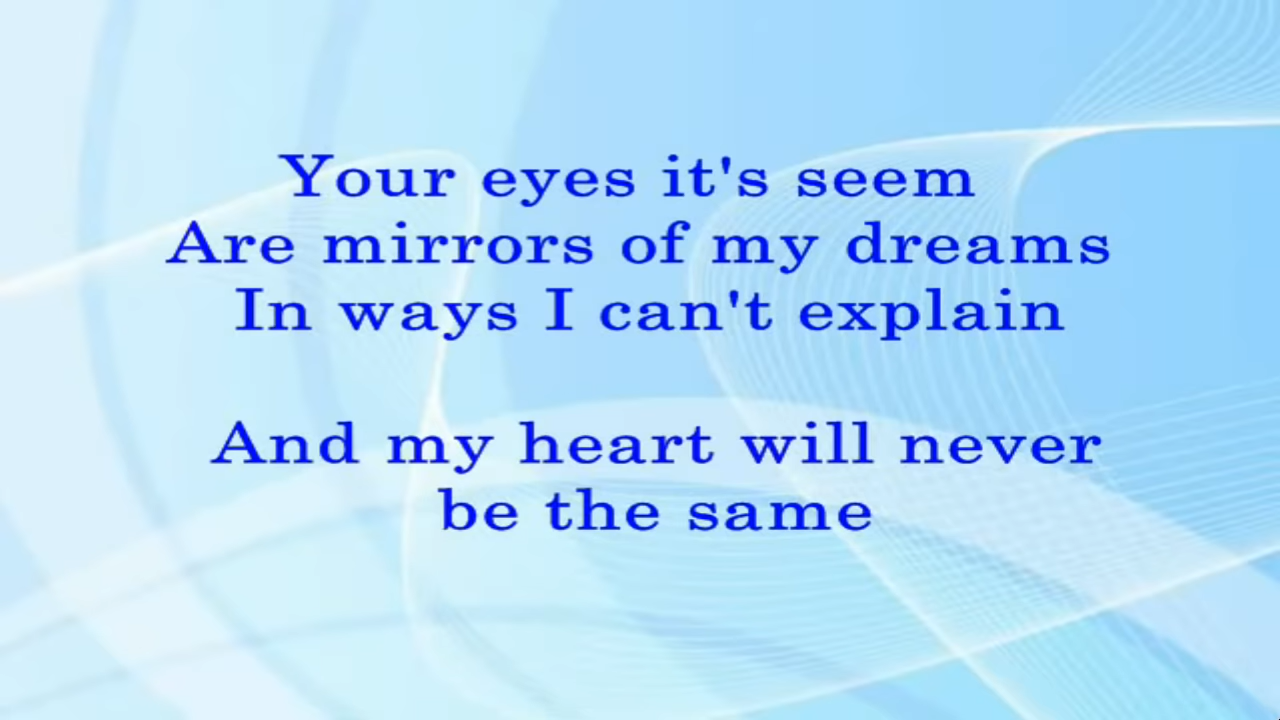 Your eyes it's seem
Are mirrors of my dreams
In ways I can't explain
And my heart will never
be the same